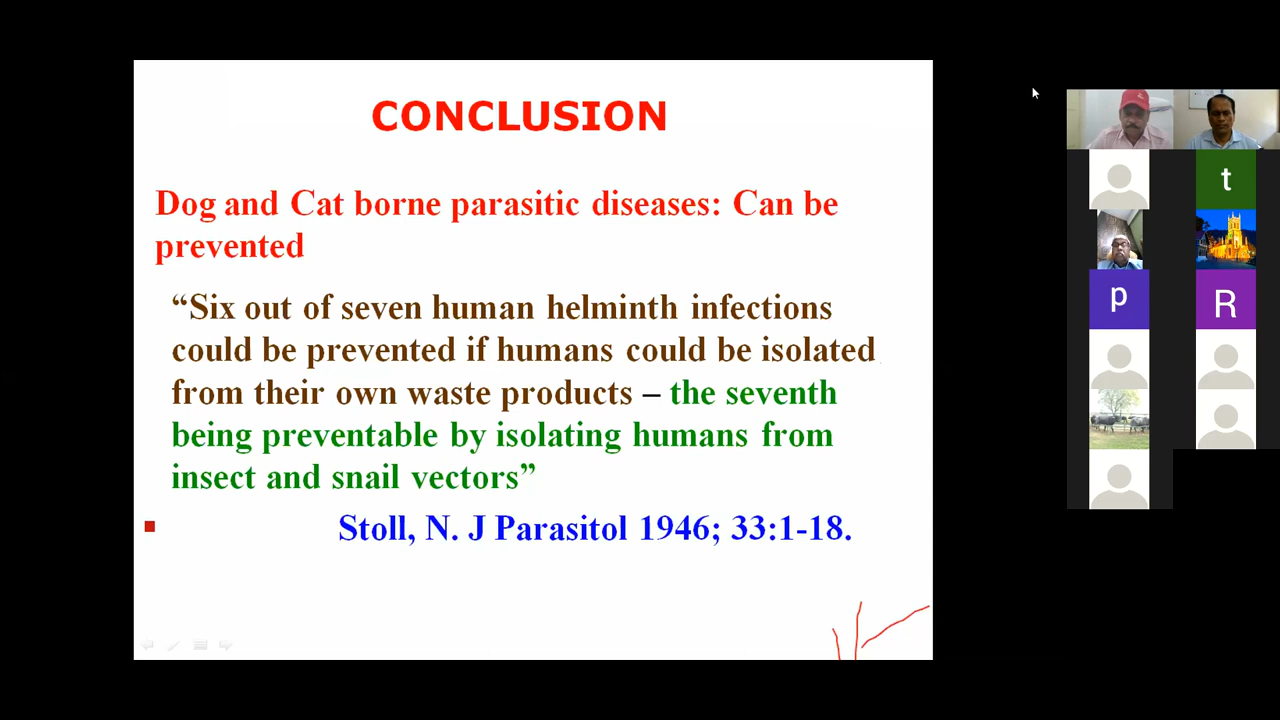 CONCLUSION
Dog and Cat borne parasitic diseases: Can be
prevented
“Six out of seven human helminth infections
could be prevented if humans could be isolated
from their own waste products – the seventh
being preventable by isolating humans from
insect and snail vectors”
Stoll, N. J Parasitol 1946; 33:1-18.
t
p
R